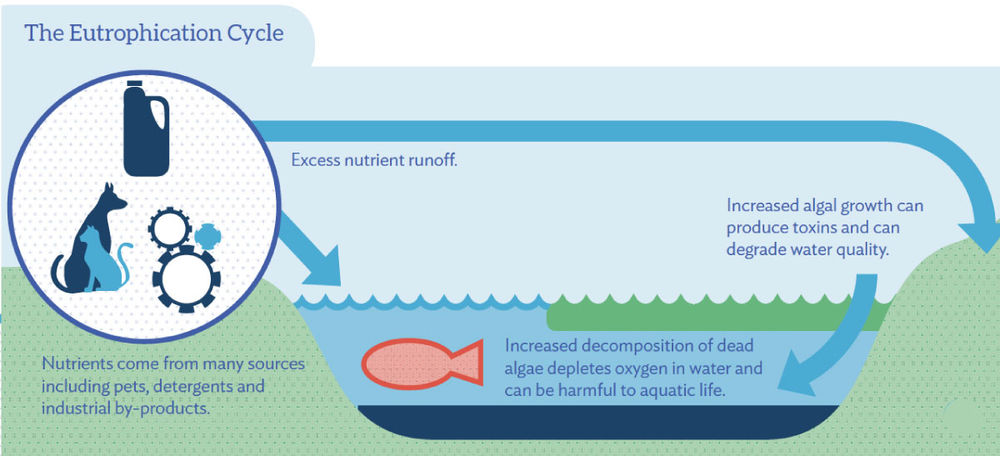 The Eutrophication Cycle
Excess nutrient runoff.
Increased algal growth can
produce toxins and can
degrade water quality.
Increased decomposition of dead
algae depletes oxygen in water and
can be harmful to aquatic life.
Nutrients come from many sources
including pets, detergents and
industrial by-products.